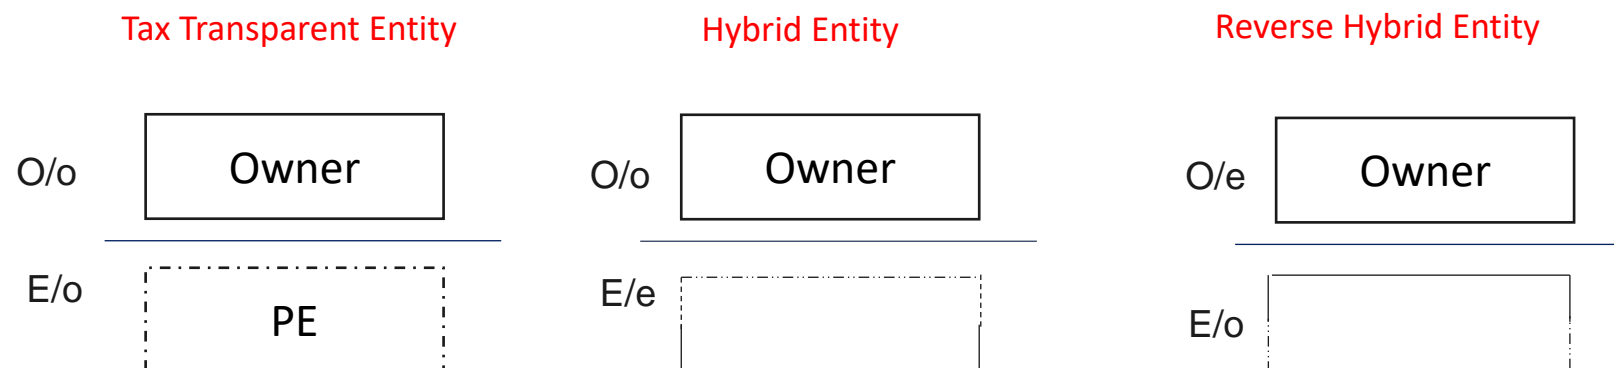 Tax Transparent Entity
O/o
Owner
E/o
PE
Hybrid Entity
O/o
Owner
E/e
Reverse Hybrid Entity
O/e
Owner
E/o